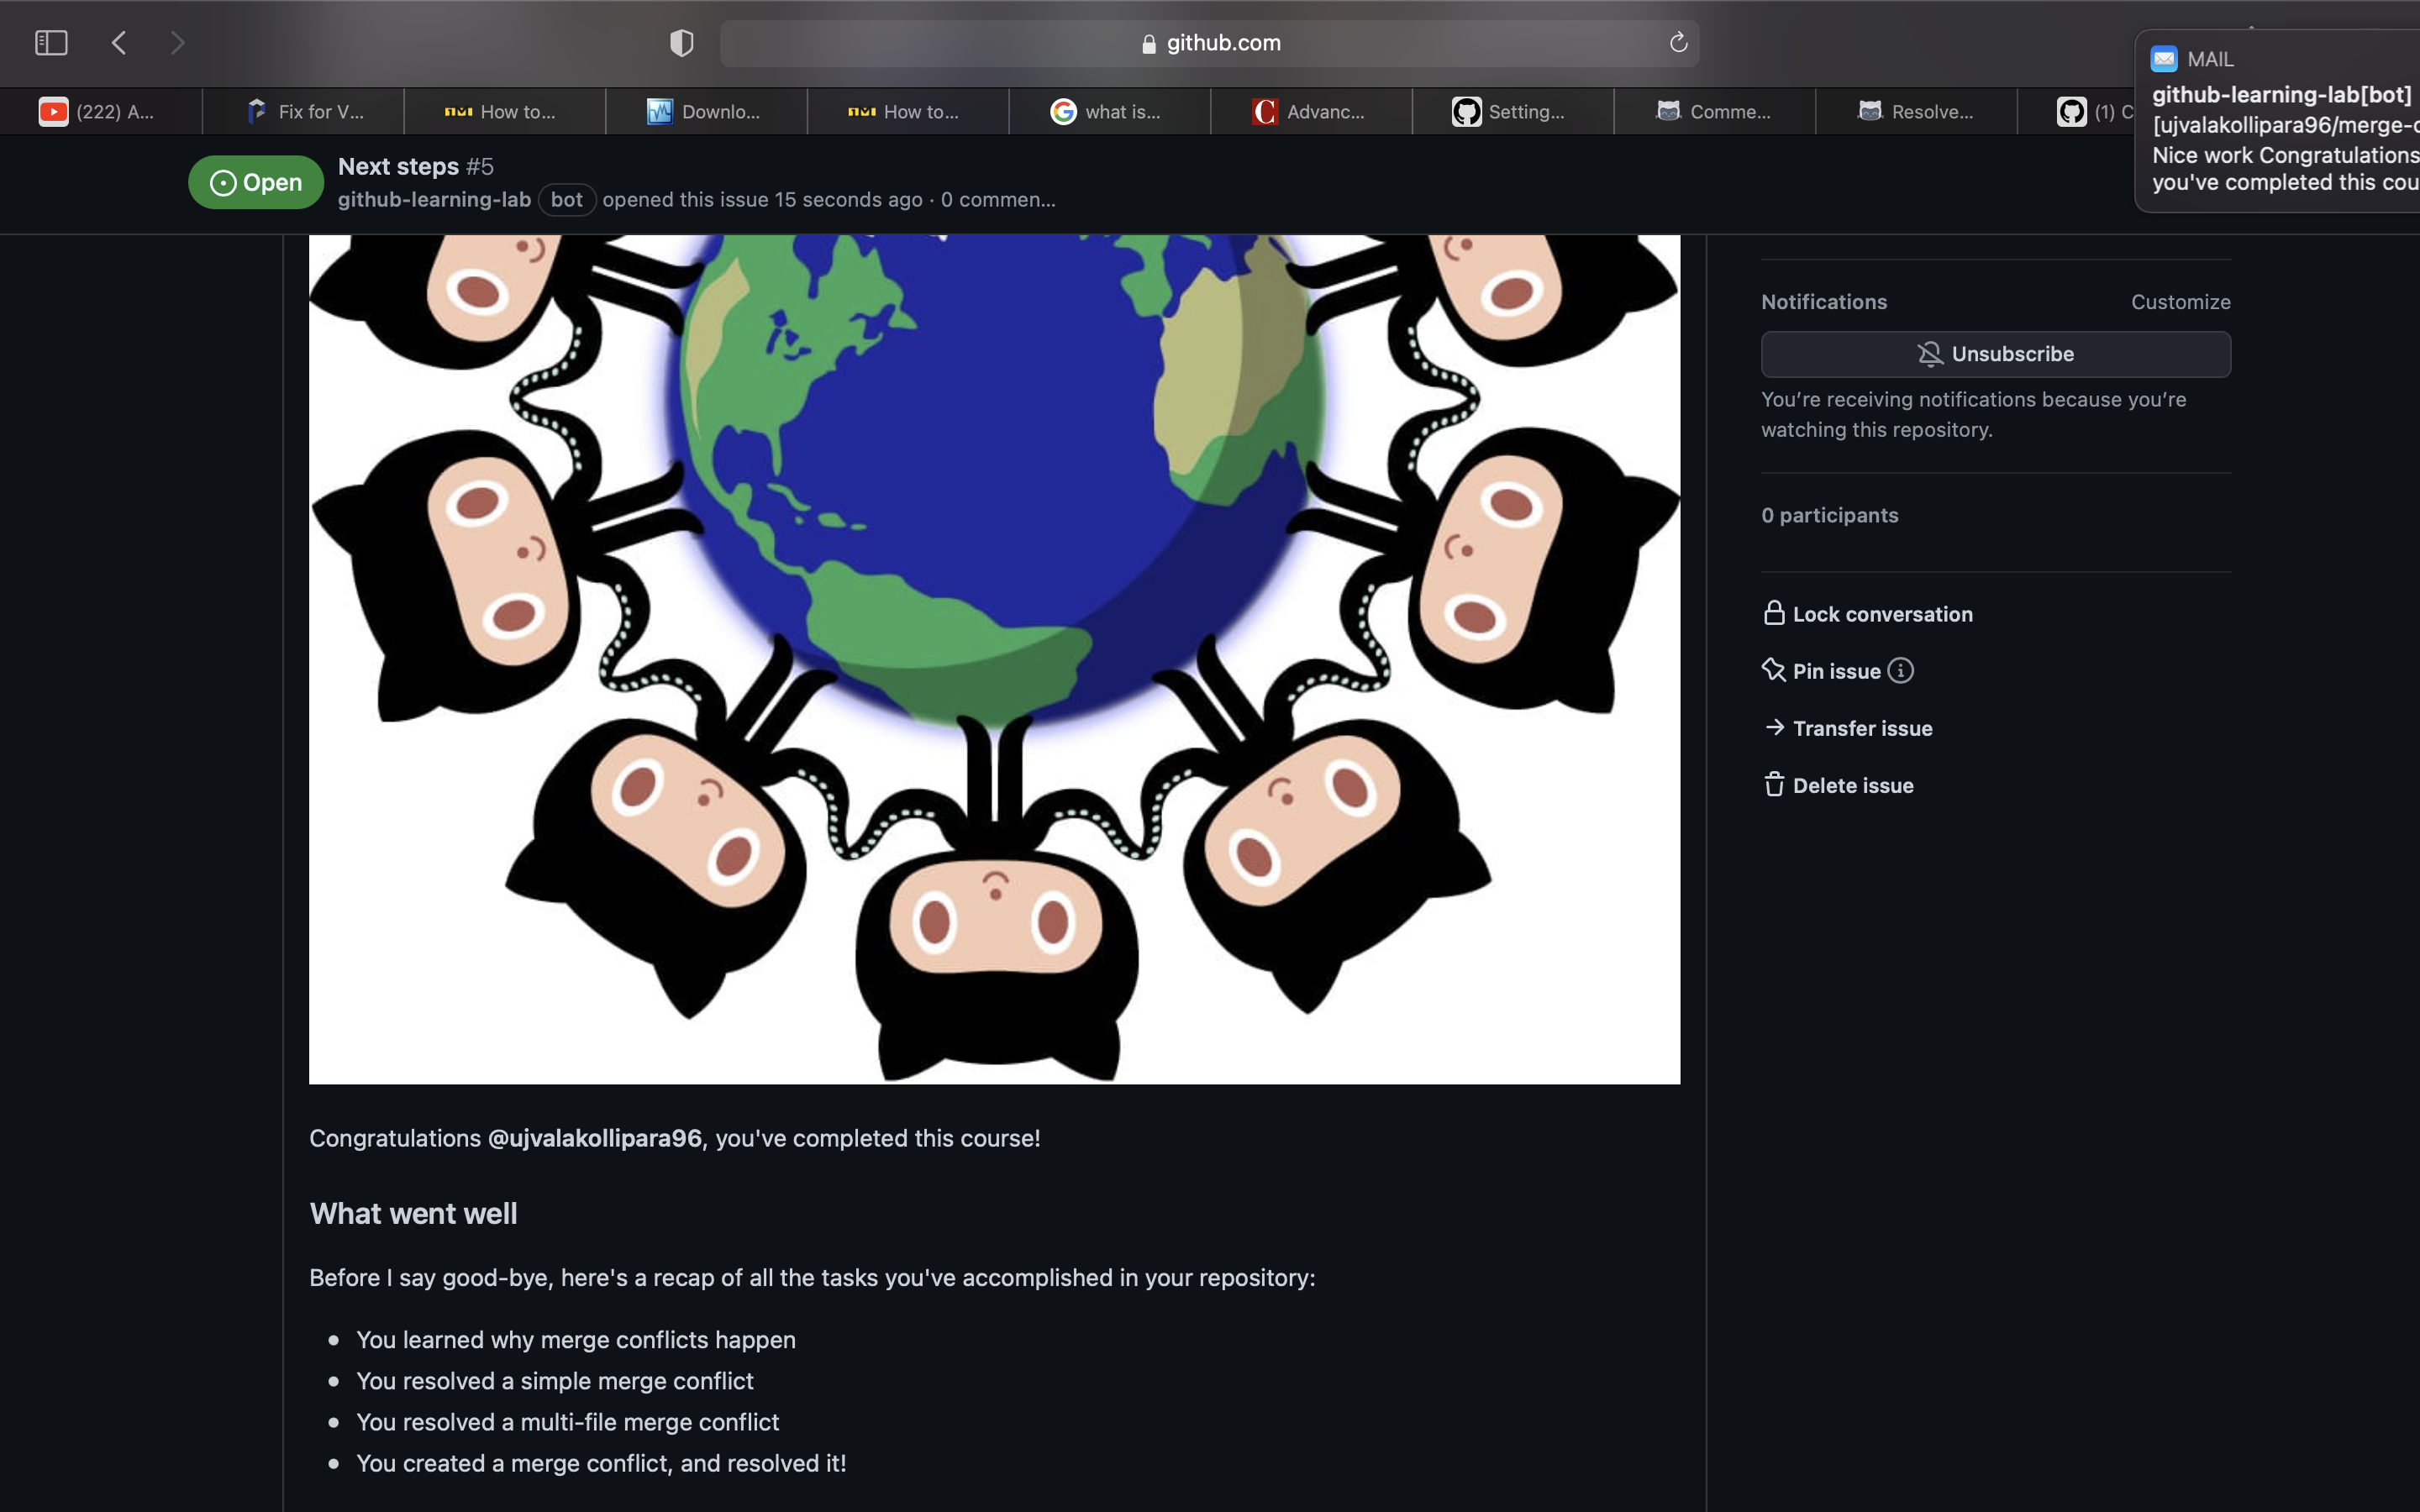 github.com
MAIL
github-learning-lab[bot]
[ujvalakollipara96/merge-c
Nice work Congratulations
you've completed this cou
(222) A...
Fix for V...
How to...
Downlo...
How to...
what is...
Advanc...
Setting...
Comme...
Resolve...
(1) C
Open
Next steps #5
github-learning-lab bot opened this issue 15 seconds ago · 0 commen...
Notifications
Customize
Unsubscribe
You’re receiving notifications because you’re
watching this repository.
0 participants
Lock conversation
Pin issue
Transfer issue
Delete issue
Congratulations @ujvalakollipara96, you've completed this course!
What went well
Before I say good-bye, here's a recap of all the tasks you've accomplished in your repository:
You learned why merge conflicts happen
You resolved a simple merge conflict
You resolved a multi-file merge conflict
You created a merge conflict, and resolved it!